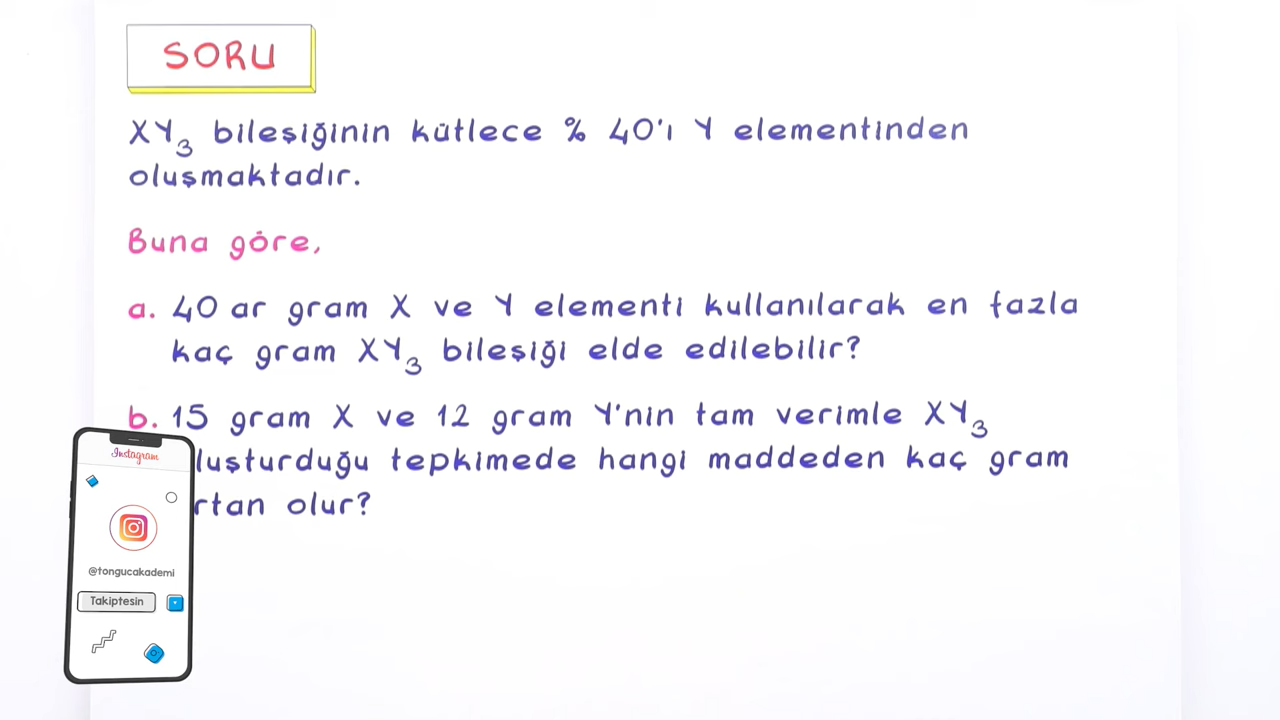 SORU
XY₃ bileşiğinin kütlece % 40'ı Y elementinden
oluşmaktadır.
Buna göre,
a. 40 ar gram X ve Y elementi kullanılarak en fazla
kaç gram XY₃ bileşiği elde edilebilir?
b. 15 gram X ve 12 gram Y'nin tam verimle XY₃
luşturduğu tepkimede hangi maddeden kaç gram
rtan olur?
Instagram
@tongucakademi
Takiptesin